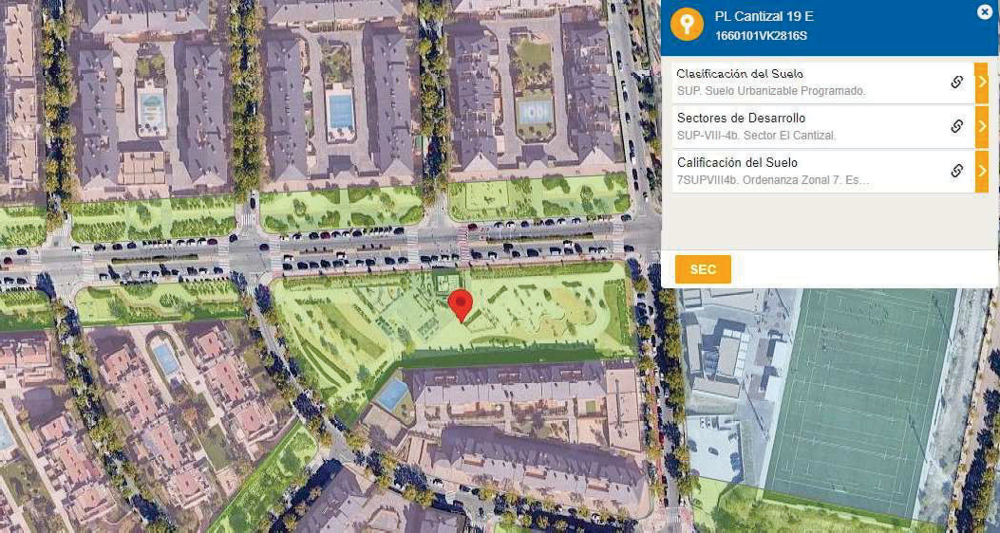 PL Cantizal 19 E
1660101VK2816S
Clasificación del Suelo
SUP. Suelo Urbanizable Programado.
Sectores de Desarrollo
SUP-VIII-4b. Sector El Cantizal.
Calificación del Suelo
7SUPVIII4b. Ordenanza Zonal 7. Es...
SEC